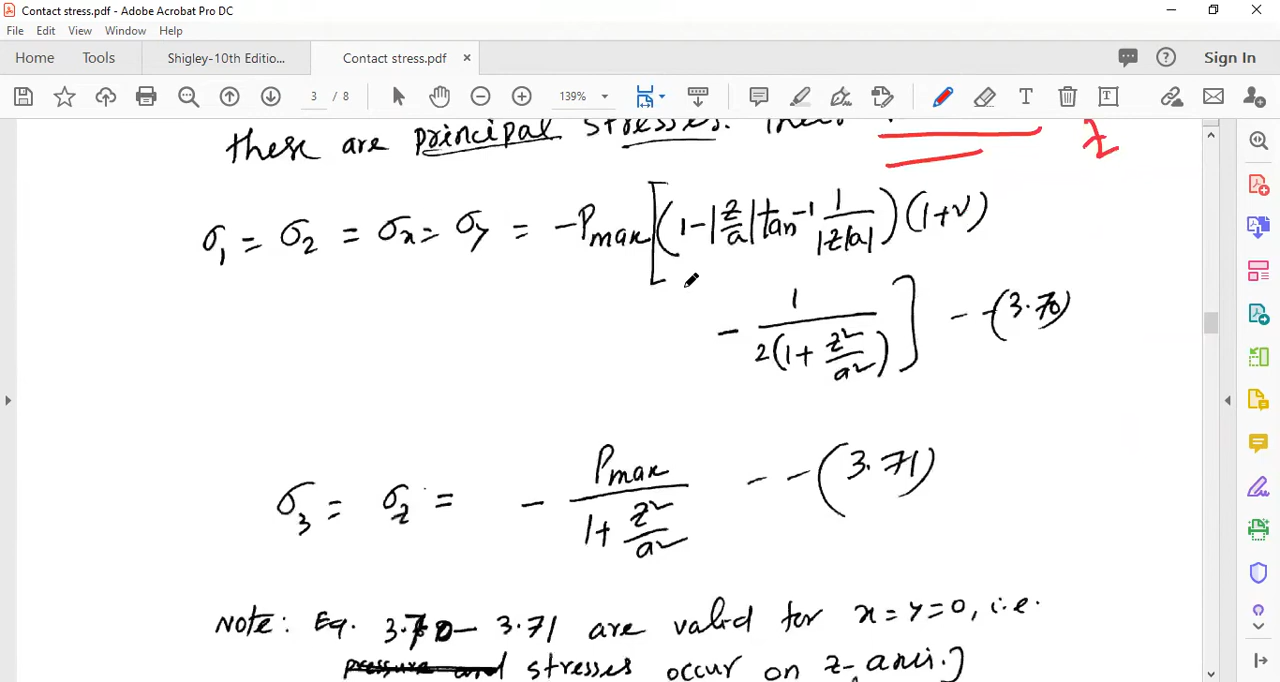 Contact stress.pdf - Adobe Acrobat Pro DC
File Edit View Window Help
Home Tools Shigley-10th Editio... Contact stress.pdf × Sign In
3 / 8 139%
these are principal stresses. z
σ₁ = σ₂ = σx = σy = -Pmax[(1-|z/a|tan⁻¹ 1/|z/a|)(1+ν)
- 1/2(1+z²/a²)] -- (3.70)
σ₃ = σz = - Pmax/(1+z²/a²) -- (3.71)
Note: Eq. 3.70 - 3.71 are valid for x=y=0, i.e.
stresses occur on z-axis.]